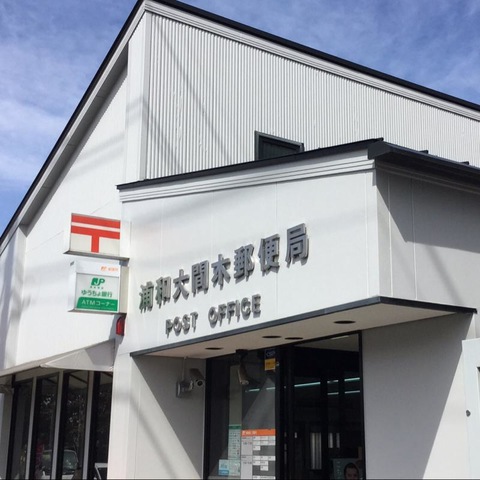 浦和大間木郵便局
POST OFFICE
〒
JP
ゆうちょ銀行
ATMコーナー